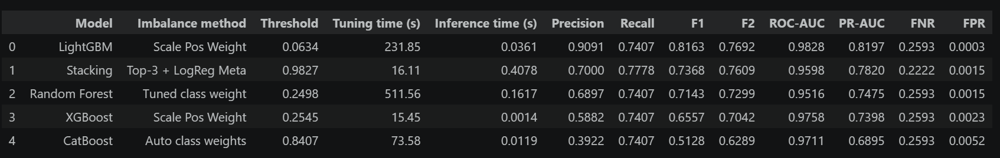 Model Imbalance method Threshold Tuning time (s) Inference time (s) Precision Recall F1 F2 ROC-AUC PR-AUC FNR FPR
0 LightGBM Scale Pos Weight 0.0634 231.85 0.0361 0.9091 0.7407 0.8163 0.7692 0.9828 0.8197 0.2593 0.0003
1 Stacking Top-3 + LogReg Meta 0.9827 16.11 0.4078 0.7000 0.7778 0.7368 0.7609 0.9598 0.7820 0.2222 0.0015
2 Random Forest Tuned class weight 0.2498 511.56 0.1617 0.6897 0.7407 0.7143 0.7299 0.9516 0.7475 0.2593 0.0015
3 XGBoost Scale Pos Weight 0.2545 15.45 0.0014 0.5882 0.7407 0.6557 0.7042 0.9758 0.7398 0.2593 0.0023
4 CatBoost Auto class weights 0.8407 73.58 0.0119 0.3922 0.7407 0.5128 0.6289 0.9711 0.6895 0.2593 0.0052